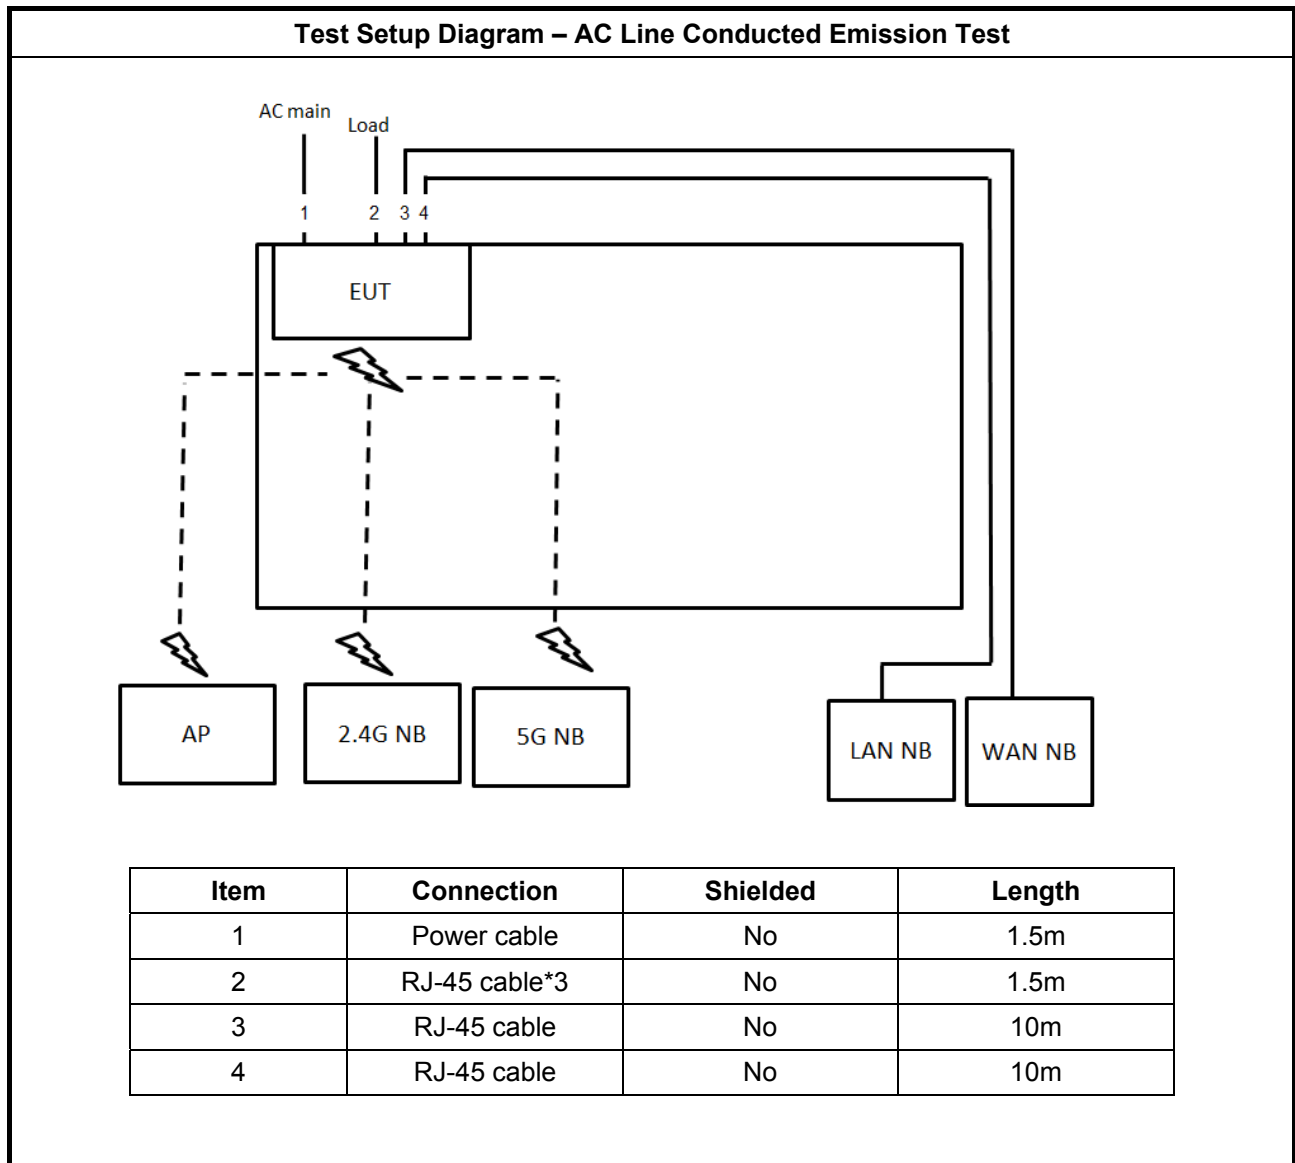 Test Setup Diagram – AC Line Conducted Emission Test
AC main
Load
1 2 3 4
EUT
AP
2.4G NB
5G NB
LAN NB
WAN NB
Item Connection Shielded Length
1 Power cable No 1.5m
2 RJ-45 cable*3 No 1.5m
3 RJ-45 cable No 10m
4 RJ-45 cable No 10m